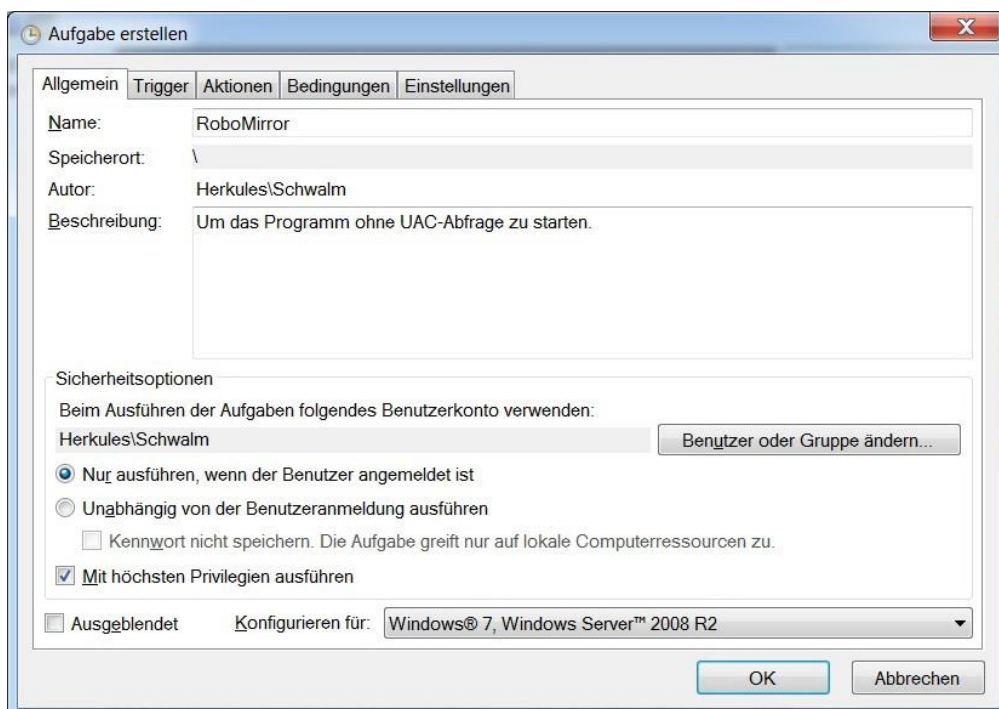 Aufgabe erstellen
Allgemein Trigger Aktionen Bedingungen Einstellungen
Name: RoboMirror
Speicherort: \
Autor: Herkules\Schwalm
Beschreibung: Um das Programm ohne UAC-Abfrage zu starten.
Sicherheitsoptionen
Beim Ausführen der Aufgaben folgendes Benutzerkonto verwenden:
Herkules\Schwalm Benutzer oder Gruppe ändern...
Nur ausführen, wenn der Benutzer angemeldet ist
Unabhängig von der Benutzeranmeldung ausführen
Kennwort nicht speichern. Die Aufgabe greift nur auf lokale Computerressourcen zu.
Mit höchsten Privilegien ausführen
Ausgeblendet Konfigurieren für: Windows® 7, Windows Server™ 2008 R2
OK Abbrechen